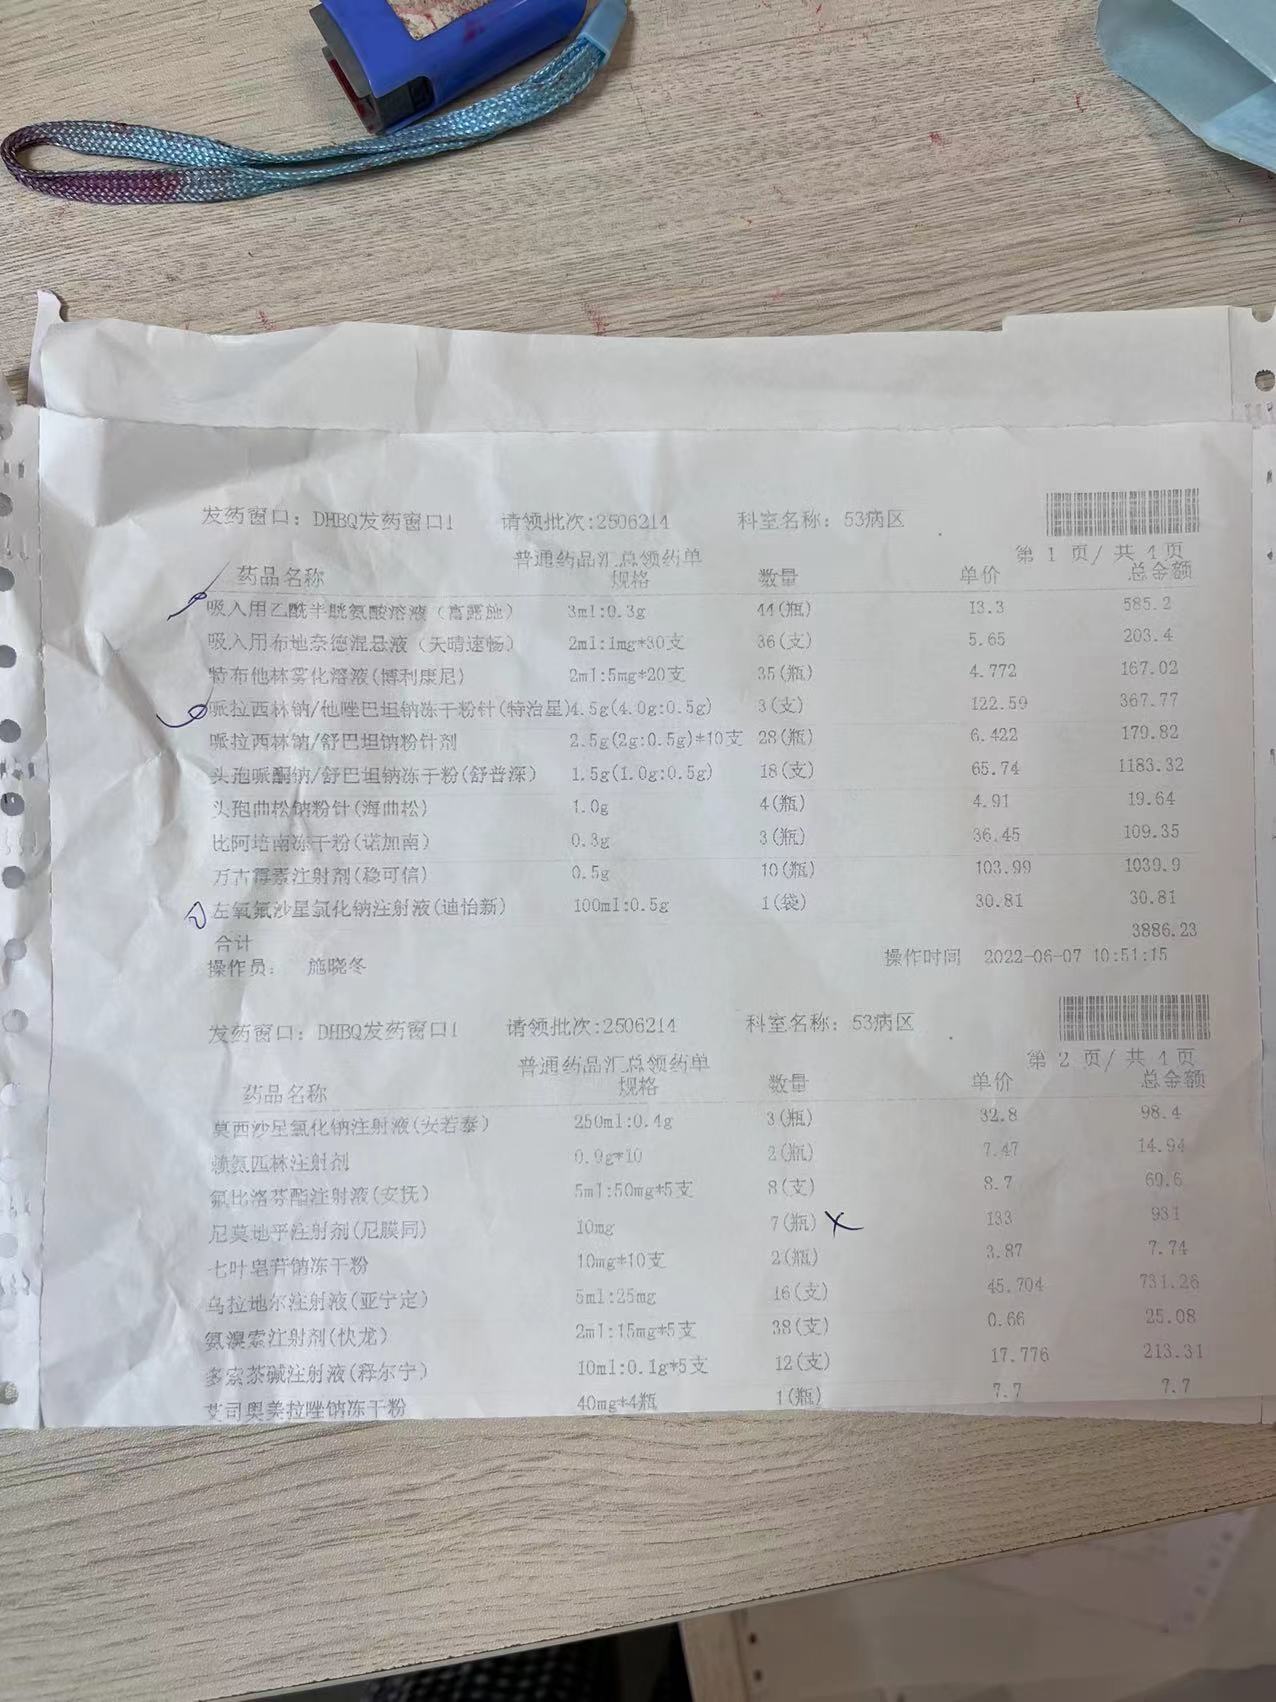 发药窗口：DHBQ发药窗口1 请领批次:2506214 科室名称：53病区
普通药品汇总领药单 第 1 页/ 共 4 页
药品名称 规格 数量 单价 总金额
吸入用乙酰半胱氨酸溶液（富露施） 3ml:0.3g 44(瓶) 13.3 585.2
吸入用布地奈德混悬液（天晴速畅） 2ml:1mg*30支 36(支) 5.65 203.4
特布他林雾化溶液(博利康尼) 2ml:5mg*20支 35(瓶) 4.772 167.02
哌拉西林钠/他唑巴坦钠冻干粉针(特治星)4.5g(4.0g:0.5g) 3(支) 122.59 367.77
哌拉西林钠/舒巴坦钠粉针剂 2.5g(2g:0.5g)*10支 28(瓶) 6.422 179.82
头孢哌酮钠/舒巴坦钠冻干粉(舒普深) 1.5g(1.0g:0.5g) 18(支) 65.74 1183.32
头孢曲松钠粉针(海曲松) 1.0g 4(瓶) 4.91 19.64
比阿培南冻干粉(诺加南) 0.3g 3(瓶) 36.45 109.35
万古霉素注射剂(稳可信) 0.5g 10(瓶) 103.99 1039.9
左氧氟沙星氯化钠注射液(迪怡新) 100ml:0.5g 1(袋) 30.81 30.81
合计 3886.23
操作员： 施晓冬 操作时间 2022-06-07 10:51:15
发药窗口：DHBQ发药窗口1 请领批次:2506214 科室名称：53病区
普通药品汇总领药单 第 2 页/ 共 4 页
药品名称 规格 数量 单价 总金额
莫西沙星氯化钠注射液(安若泰) 250ml:0.4g 3(瓶) 32.8 98.4
赖氨匹林注射剂 0.9g*10 2(瓶) 7.47 14.94
氟比洛芬酯注射液(安抚) 5ml:50mg*5支 8(支) 8.7 69.6
尼莫地平注射剂(尼膜同) 10mg 7(瓶) X 133 931
七叶皂苷钠冻干粉 10mg*10支 2(瓶) 3.87 7.74
乌拉地尔注射液(亚宁定) 5ml:25mg 16(支) 45.704 731.26
氨溴索注射剂(伏龙) 2ml:15mg*5支 38(支) 0.66 25.08
多索茶碱注射液(释尔宁) 10ml:0.1g*5支 12(支) 17.776 213.31
艾司奥美拉唑钠冻干粉 40mg*4瓶 1(瓶) 7.7 7.7